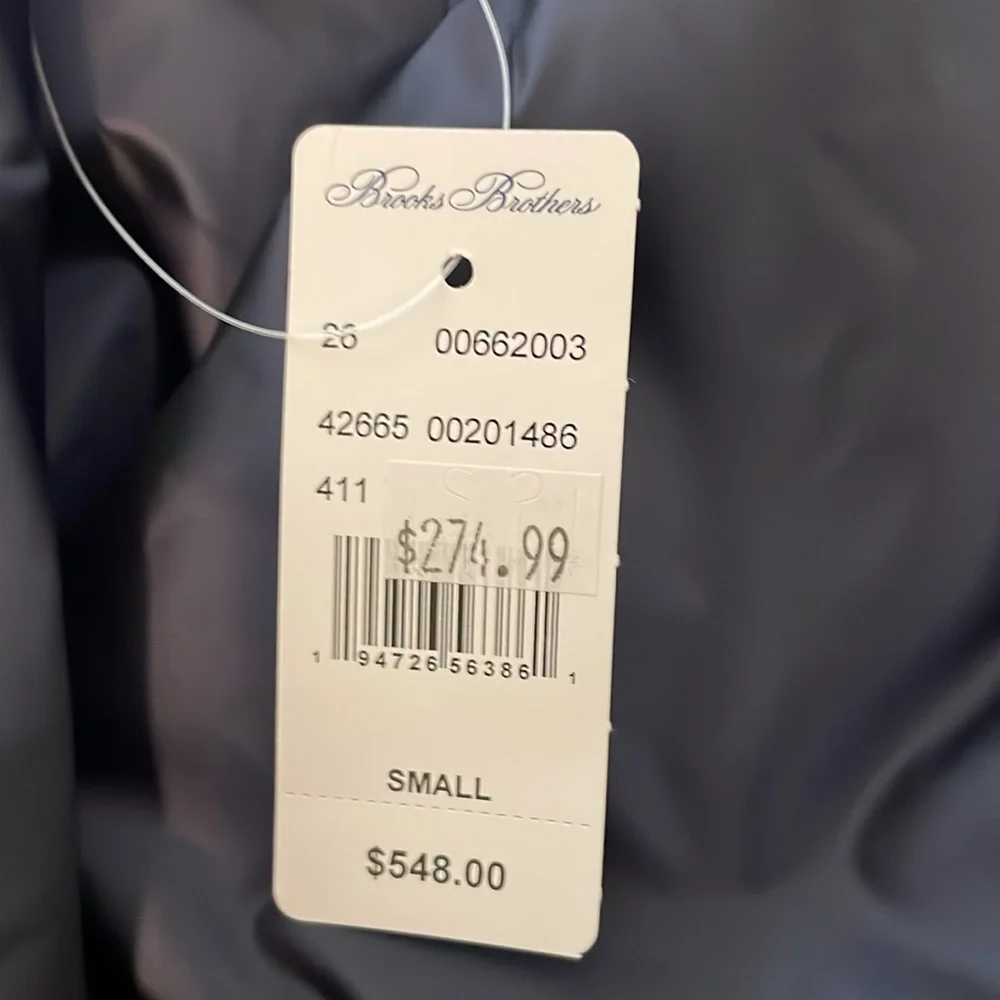 Brooks Brothers
26 00662003
42665 00201486
411
$274.99
1 94726 56386 1
SMALL
$548.00